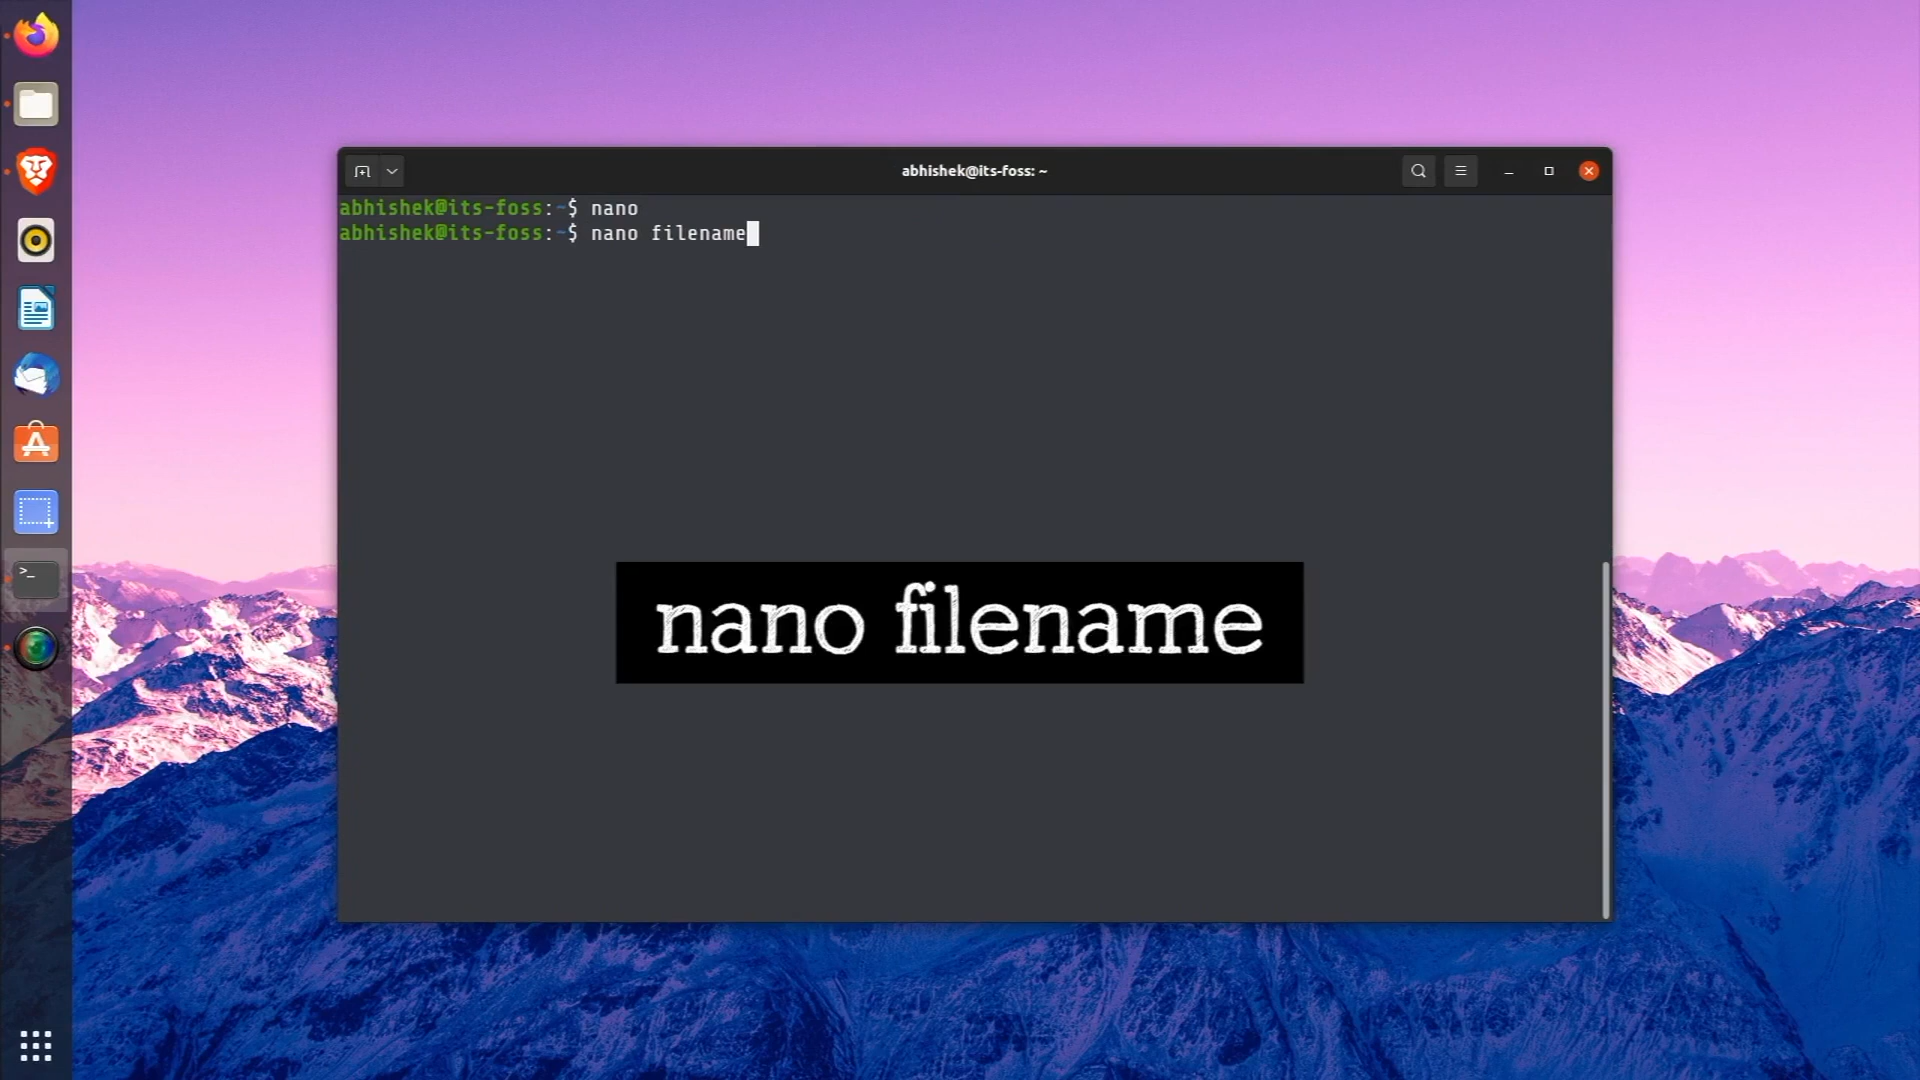 abhishek@its-foss: ~
abhishek@its-foss:~$ nano
abhishek@its-foss:~$ nano filename
nano filename